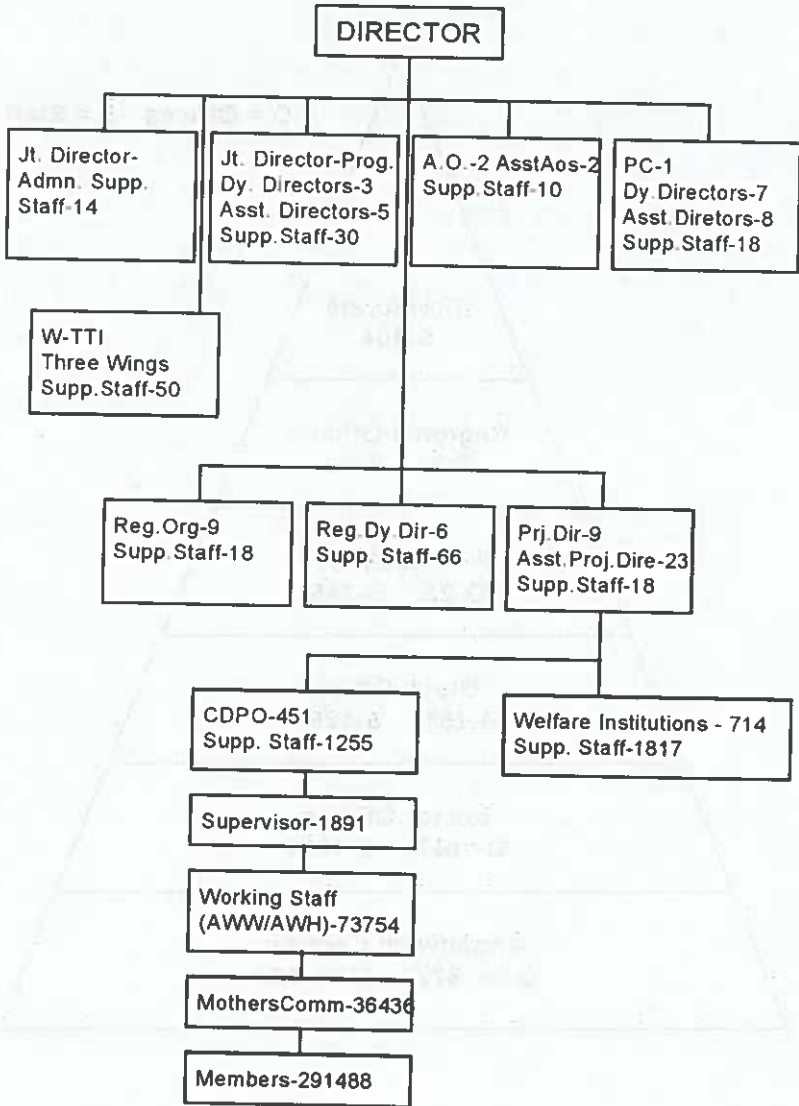 DIRECTOR
Jt. Director-
Admn. Supp.
Staff-14
Jt. Director-Prog.
Dy. Directors-3
Asst. Directors-5
Supp.Staff-30
A.O.-2 AsstAos-2
Supp.Staff-10
PC-1
Dy.Directors-7
Asst.Diretors-8
Supp.Staff-18
W-TTI
Three Wings
Supp.Staff-50
Reg.Org-9
Supp.Staff-18
Reg.Dy.Dir-6
Supp. Staff-66
Prj.Dir-9
Asst.Proj.Dire-23
Supp.Staff-18
CDPO-451
Supp. Staff-1255
Welfare Institutions - 714
Supp. Staff-1817
Supervisor-1891
Working Staff
(AWW/AWH)-73754
MothersComm-36436
Members-291488